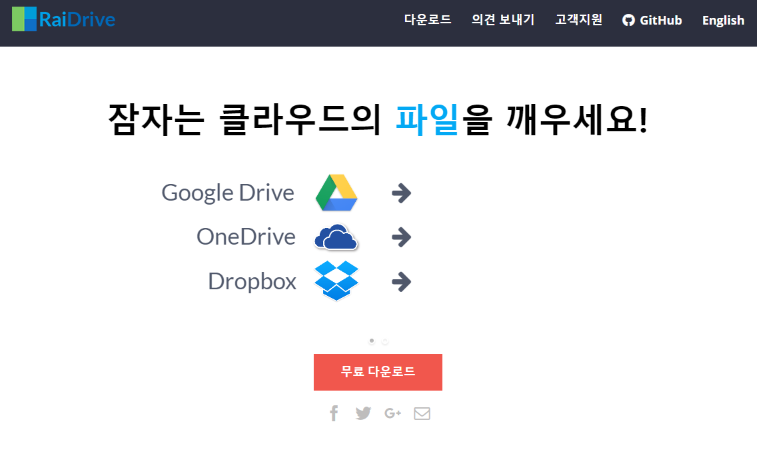 RaiDrive
다운로드 의견 보내기 고객지원 GitHub English
잠자는 클라우드의 파일을 깨우세요!
Google Drive
OneDrive
Dropbox
무료 다운로드